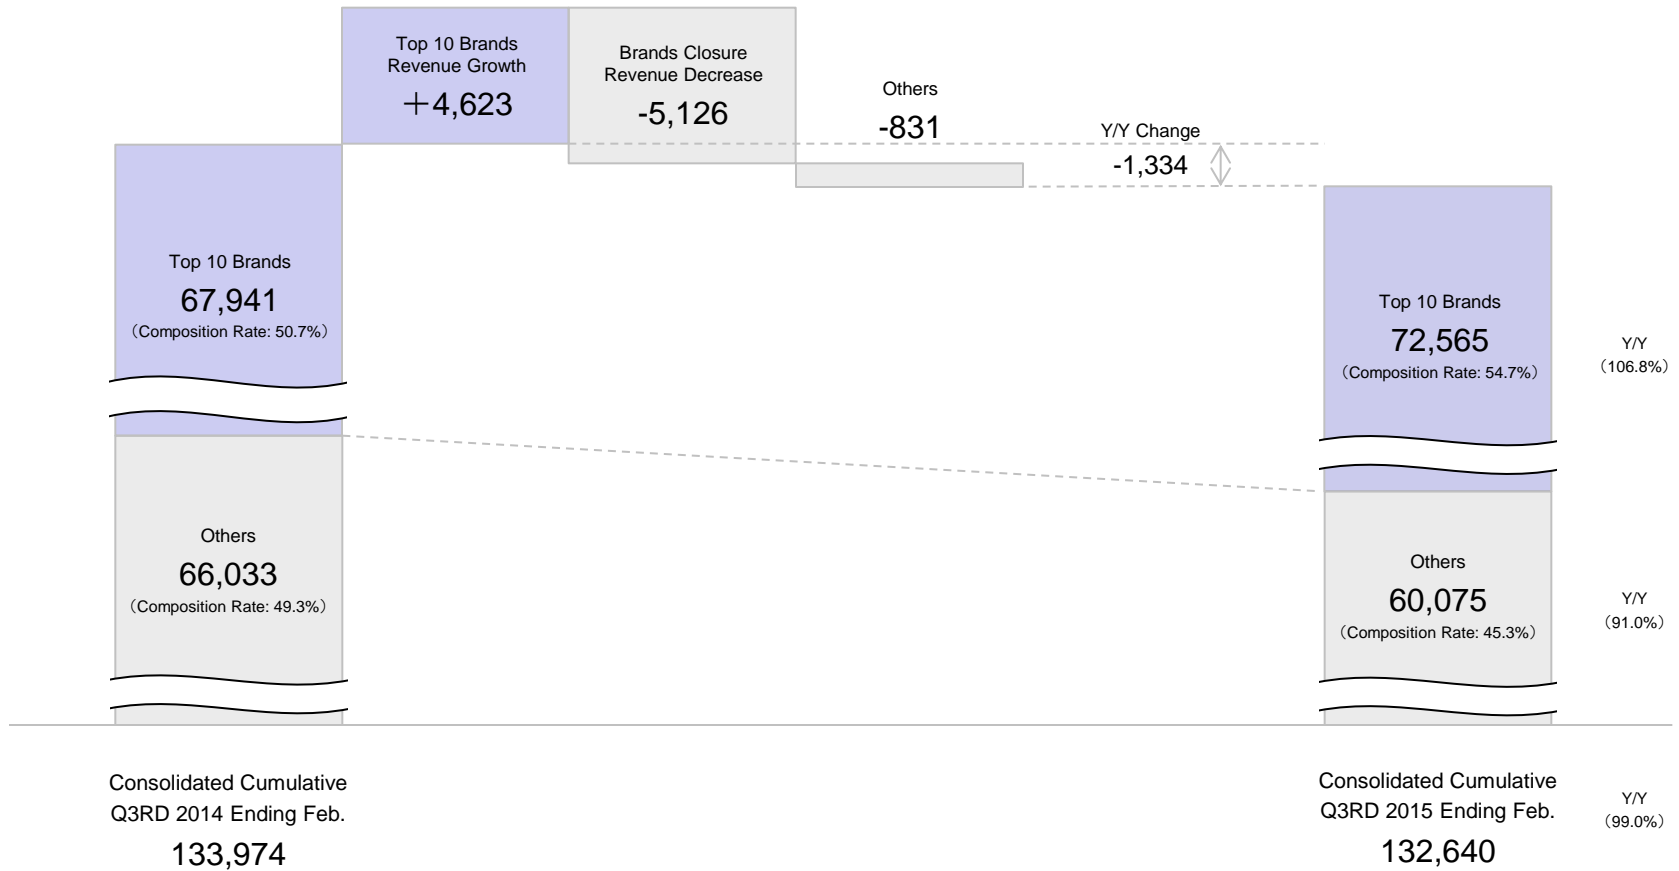 Top 10 Brands
Revenue Growth
＋4,623
Brands Closure
Revenue Decrease
-5,126
Others
-831
Y/Y Change
-1,334
Top 10 Brands
67,941
（Composition Rate: 50.7%）
Top 10 Brands
72,565
（Composition Rate: 54.7%）
Y/Y
（106.8%）
Others
66,033
（Composition Rate: 49.3%）
Others
60,075
（Composition Rate: 45.3%）
Y/Y
（91.0%）
Consolidated Cumulative
Q3RD 2014 Ending Feb.
133,974
Consolidated Cumulative
Q3RD 2015 Ending Feb.
132,640
Y/Y
（99.0%）